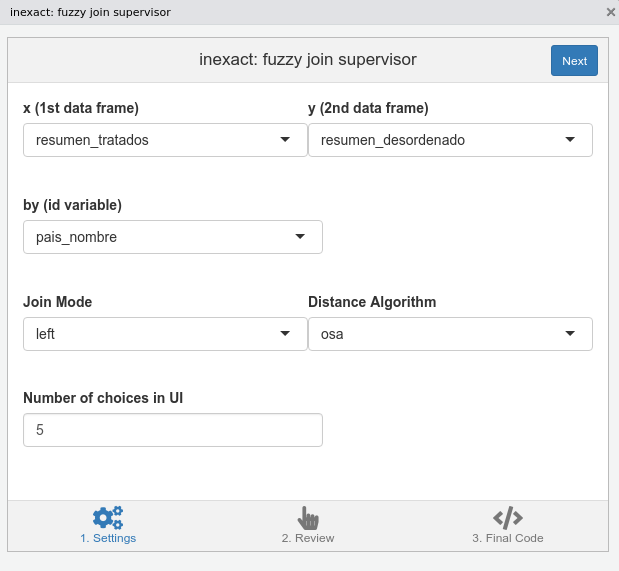 inexact: fuzzy join supervisor
inexact: fuzzy join supervisor
Next
x (1st data frame)
y (2nd data frame)
resumen_tratados
resumen_desordenado
by (id variable)
pais_nombre
Join Mode
Distance Algorithm
left
osa
Number of choices in UI
5
1. Settings
2. Review
3. Final Code